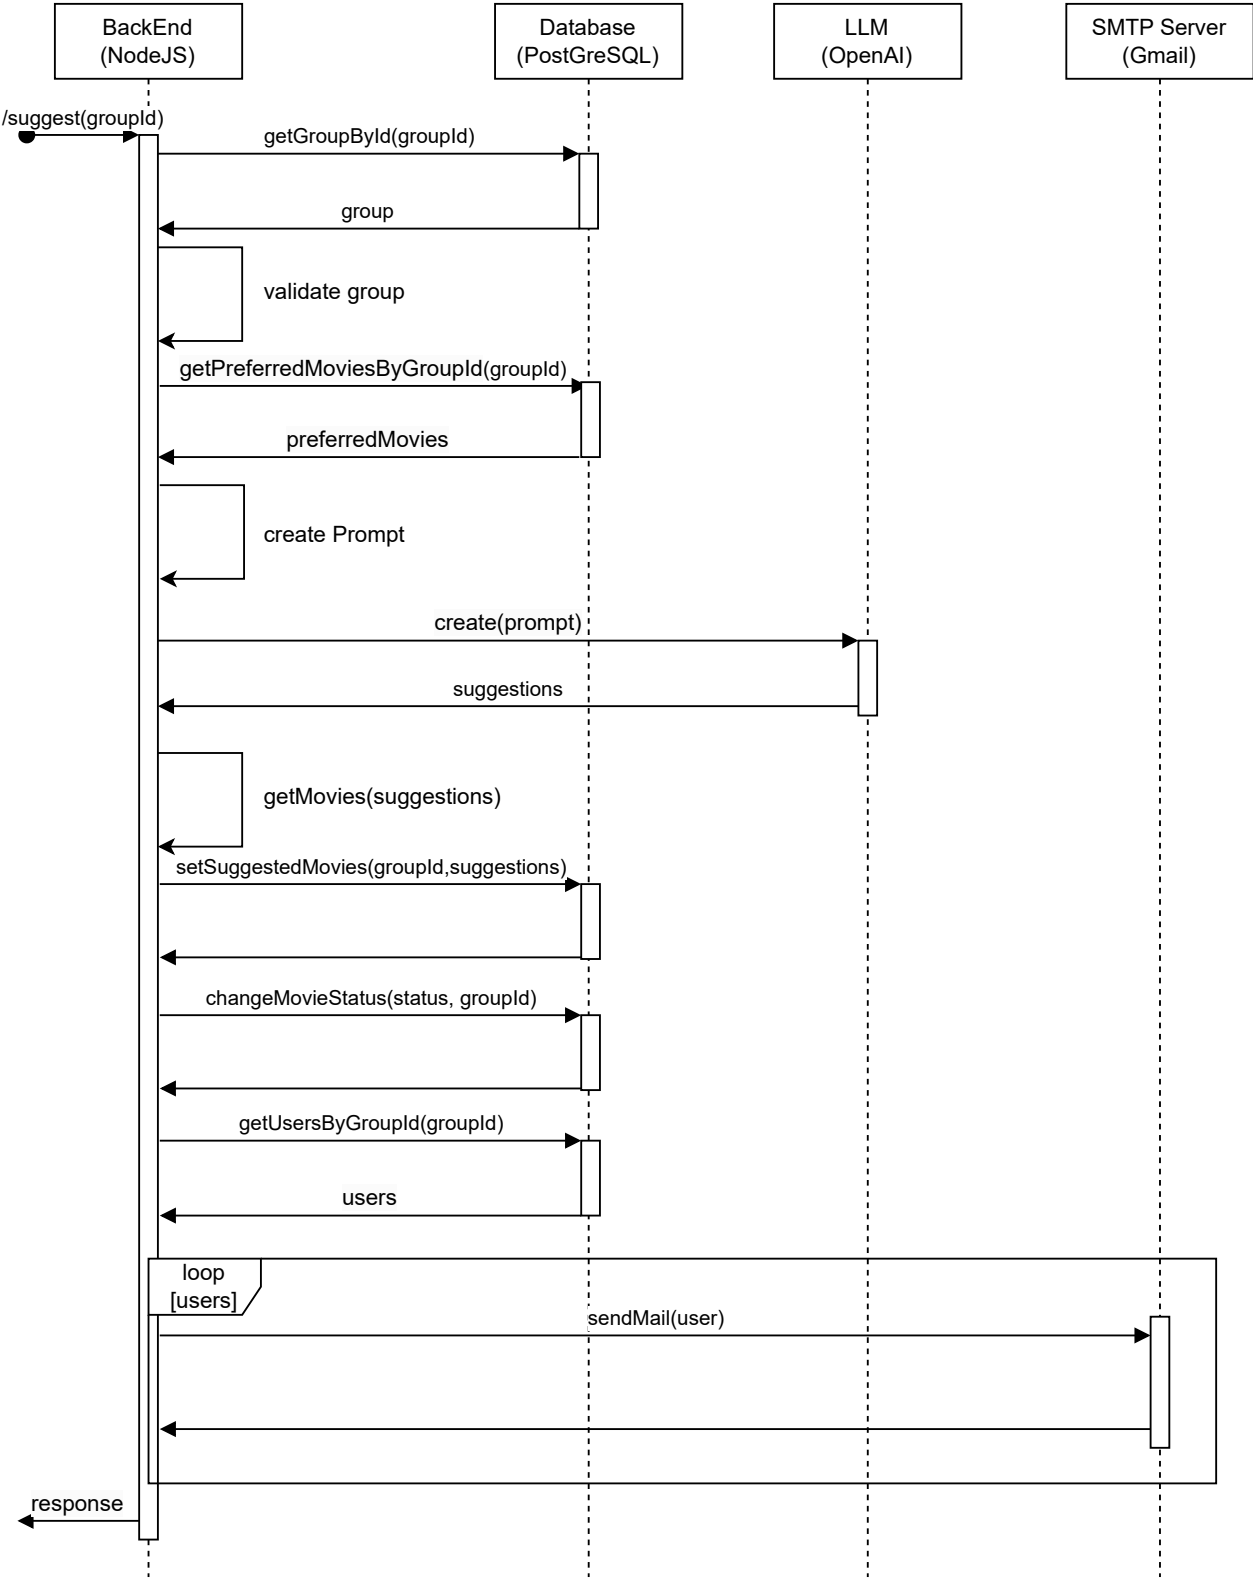 BackEnd
(NodeJS)
Database
(PostGreSQL)
LLM
(OpenAI)
SMTP Server
(Gmail)
/suggest(groupId)
getGroupById(groupId)
group
validate group
getPreferredMoviesByGroupId(groupId)
preferredMovies
create Prompt
create(prompt)
suggestions
getMovies(suggestions)
setSuggestedMovies(groupId,suggestions)
changeMovieStatus(status, groupId)
getUsersByGroupId(groupId)
users
loop
[users]
sendMail(user)
response